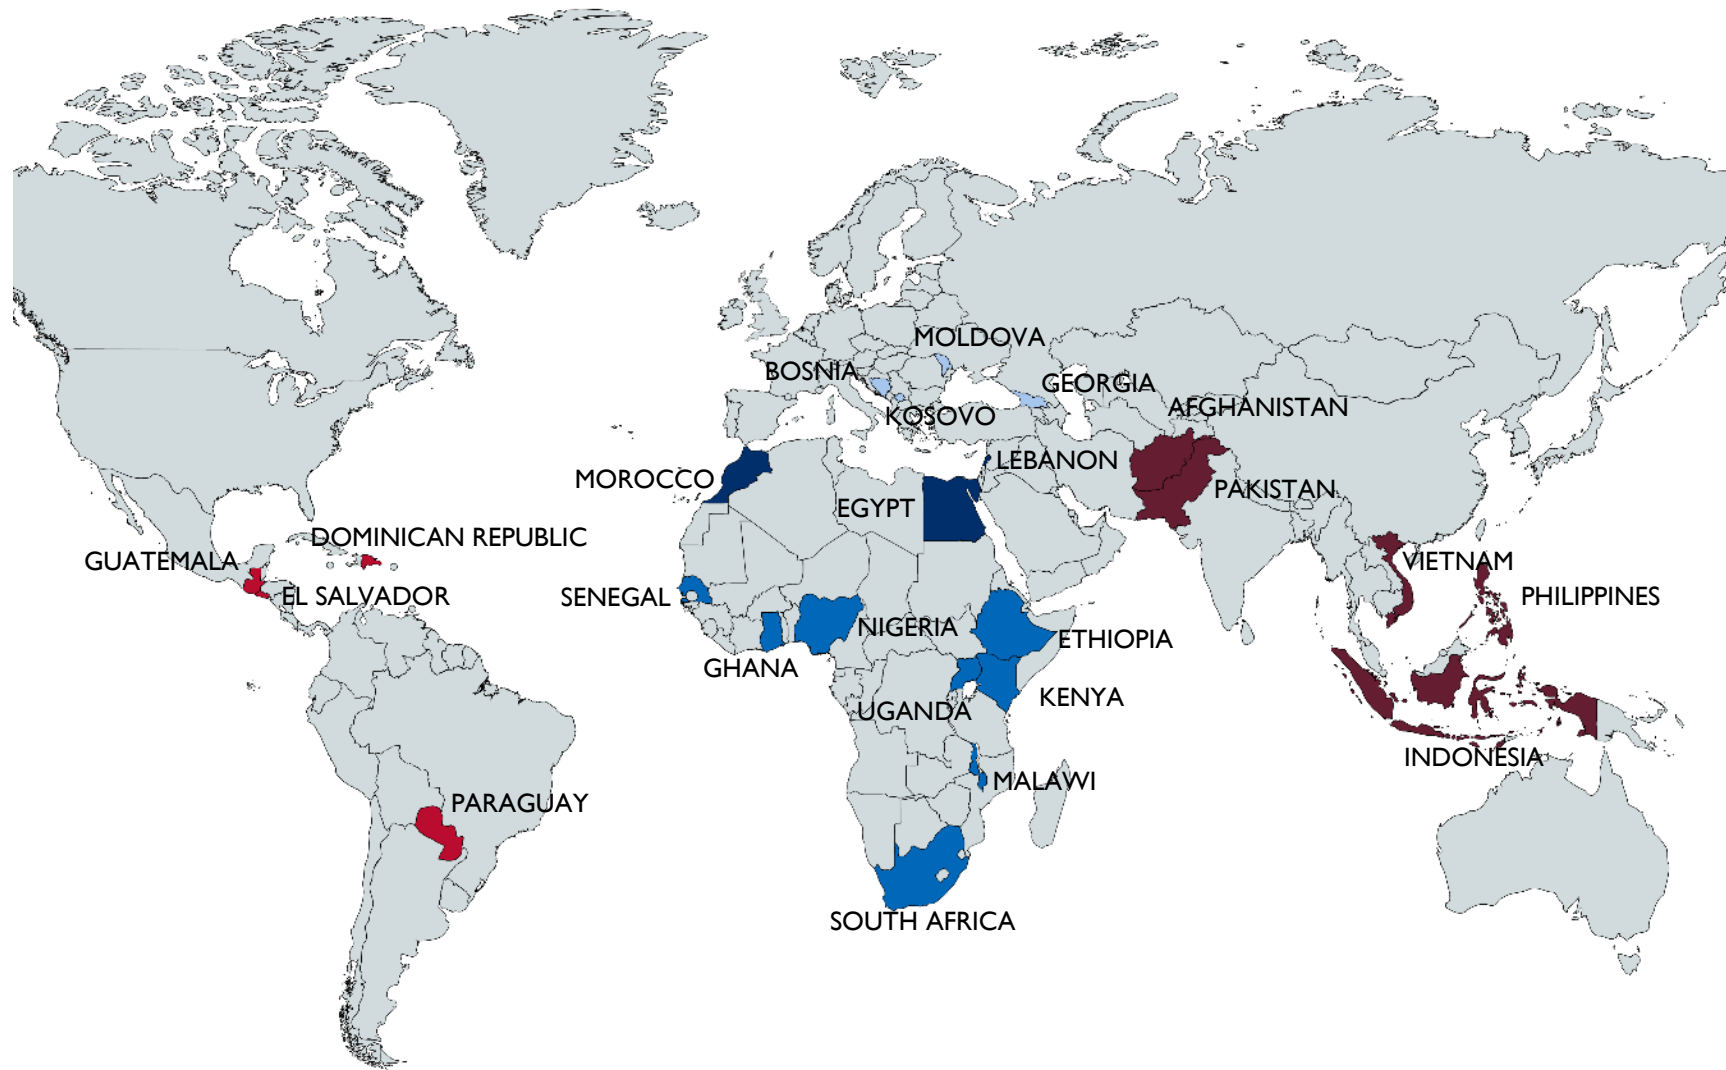 MOLDOVA
BOSNIA
GEORGIA
KOSOVO
AFGHANISTAN
LEBANON
MOROCCO
PAKISTAN
EGYPT
DOMINICAN REPUBLIC
GUATEMALA
VIETNAM
EL SALVADOR
SENEGAL
PHILIPPINES
NIGERIA
ETHIOPIA
GHANA
KENYA
UGANDA
INDONESIA
MALAWI
PARAGUAY
SOUTH AFRICA